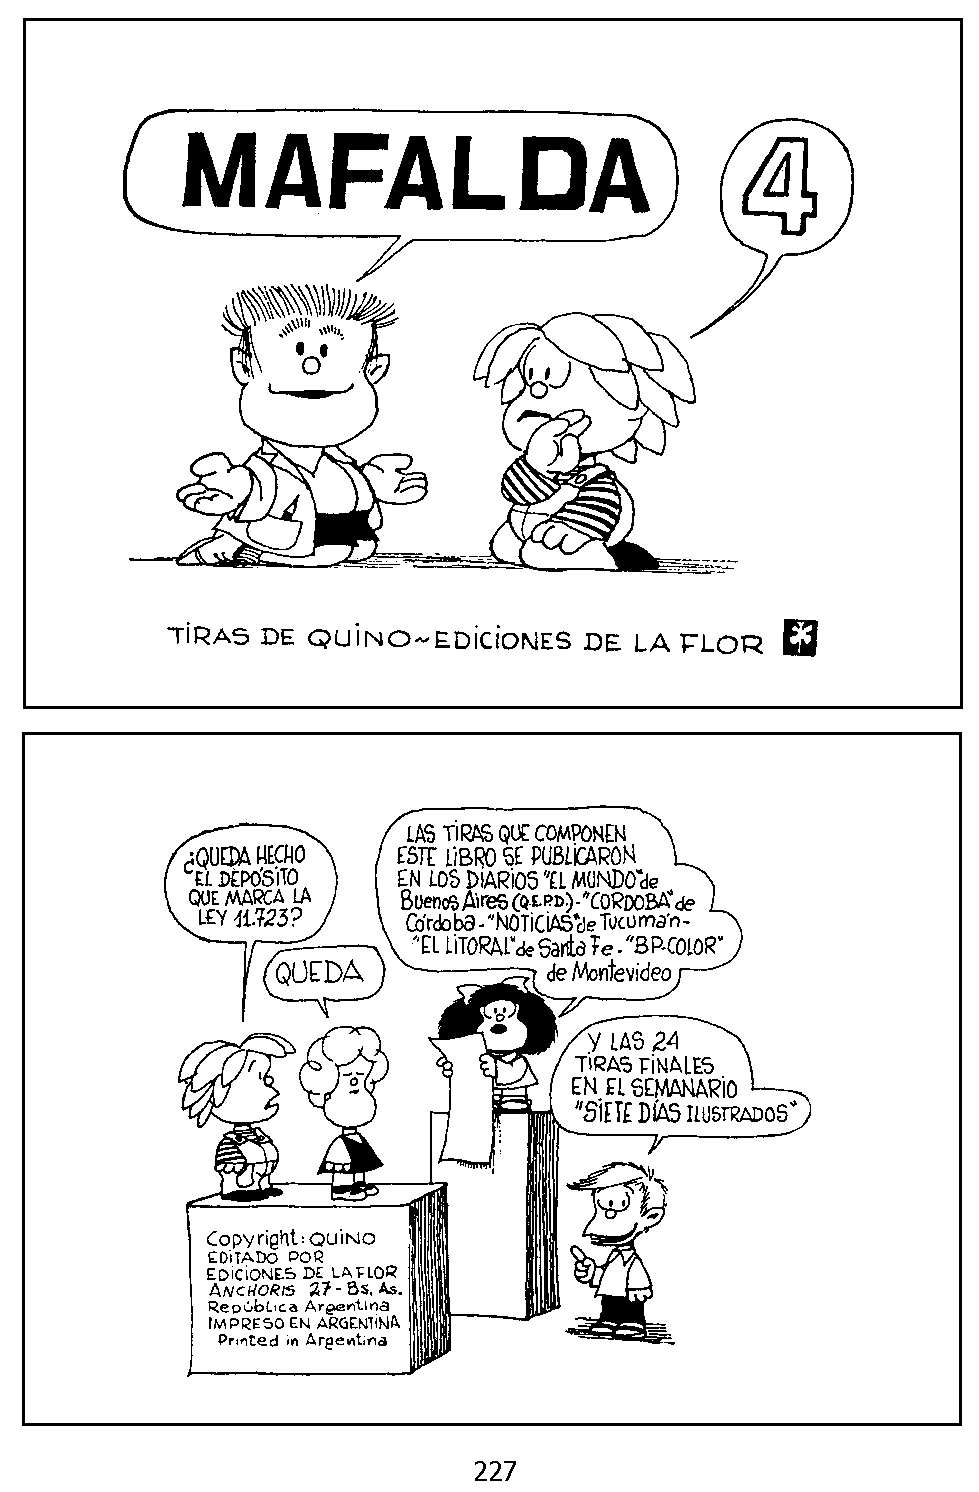 MAFALDA
4
TIRAS DE QUINO~EDICIONES DE LA FLOR
¿QUEDA HECHO
EL DEPÓSITO
QUE MARCA LA
LEY 11.723?
QUEDA
LAS TIRAS QUE COMPONEN
ESTE LIBRO SE PUBLICARON
EN LOS DIARIOS "EL MUNDO" de
Buenos Aires (Q.E.P.D.)-"CORDOBA" de
Córdoba-"NOTICIAS" de Tucumán-
"EL LITORAL" de Santa Fe-"BP-COLOR"
de Montevideo
Y LAS 24
TIRAS FINALES
EN EL SEMANARIO
"SIETE DÍAS ILUSTRADOS"
Copyright: QUINO
EDITADO POR
EDICIONES DE LA FLOR
ANCHORIS 27-Bs. As.
República Argentina
IMPRESO EN ARGENTINA
Printed in Argentina
227